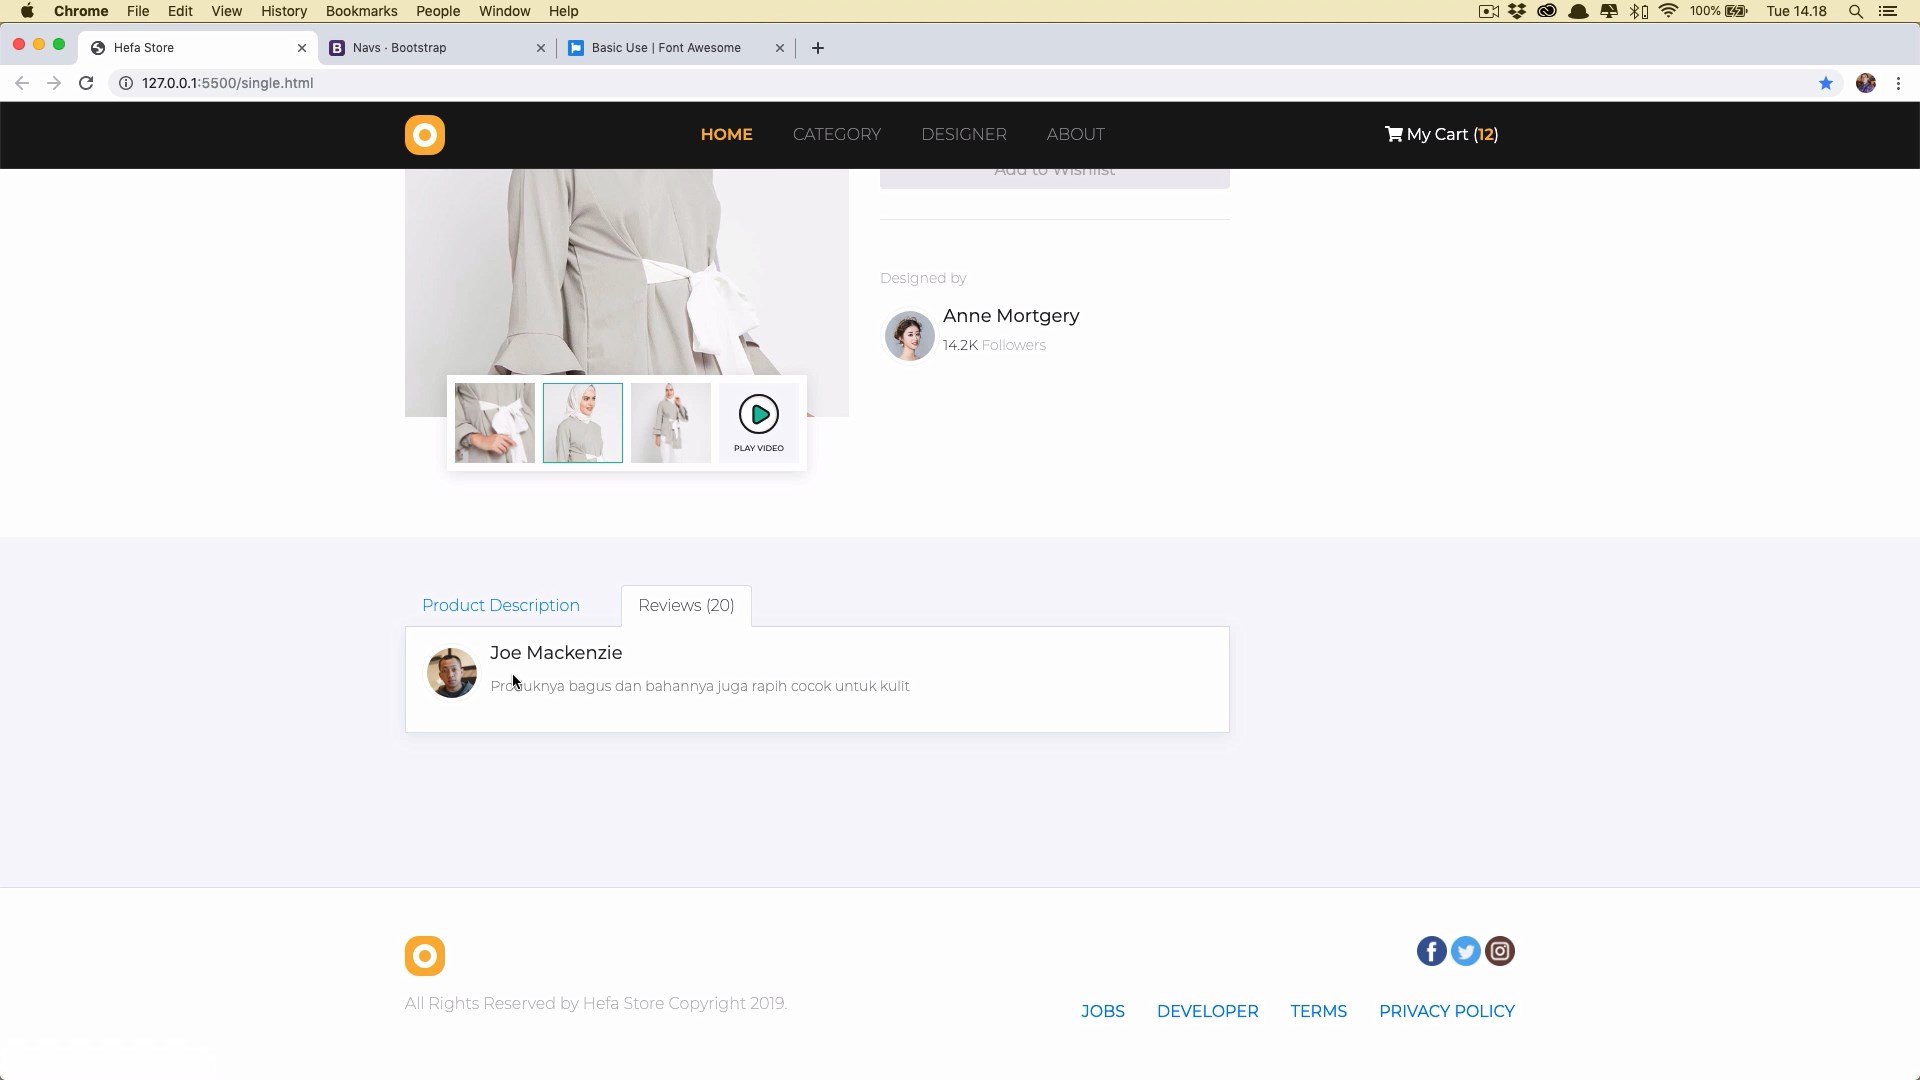 Chrome File Edit View History Bookmarks People Window Help 100% Tue 14.18
Hefa Store
Navs · Bootstrap
Basic Use | Font Awesome
127.0.0.1:5500/single.html
HOME CATEGORY DESIGNER ABOUT
My Cart (12)
Add to Wishlist
Designed by
Anne Mortgery
14.2K Followers
PLAY VIDEO
Product Description
Reviews (20)
Joe Mackenzie
Produknya bagus dan bahannya juga rapih cocok untuk kulit
All Rights Reserved by Hefa Store Copyright 2019.
JOBS DEVELOPER TERMS PRIVACY POLICY